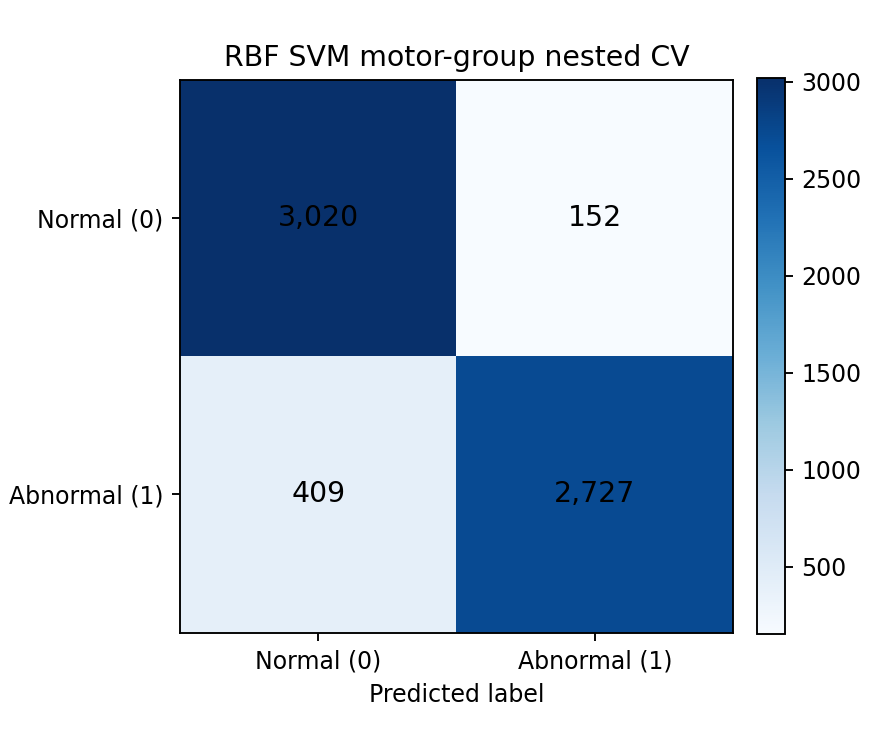 RBF SVM motor-group nested CV
3000
2500
2000
1500
1000
500
Normal (0)
3,020
152
Abnormal (1)
409
2,727
Normal (0)
Abnormal (1)
Predicted label